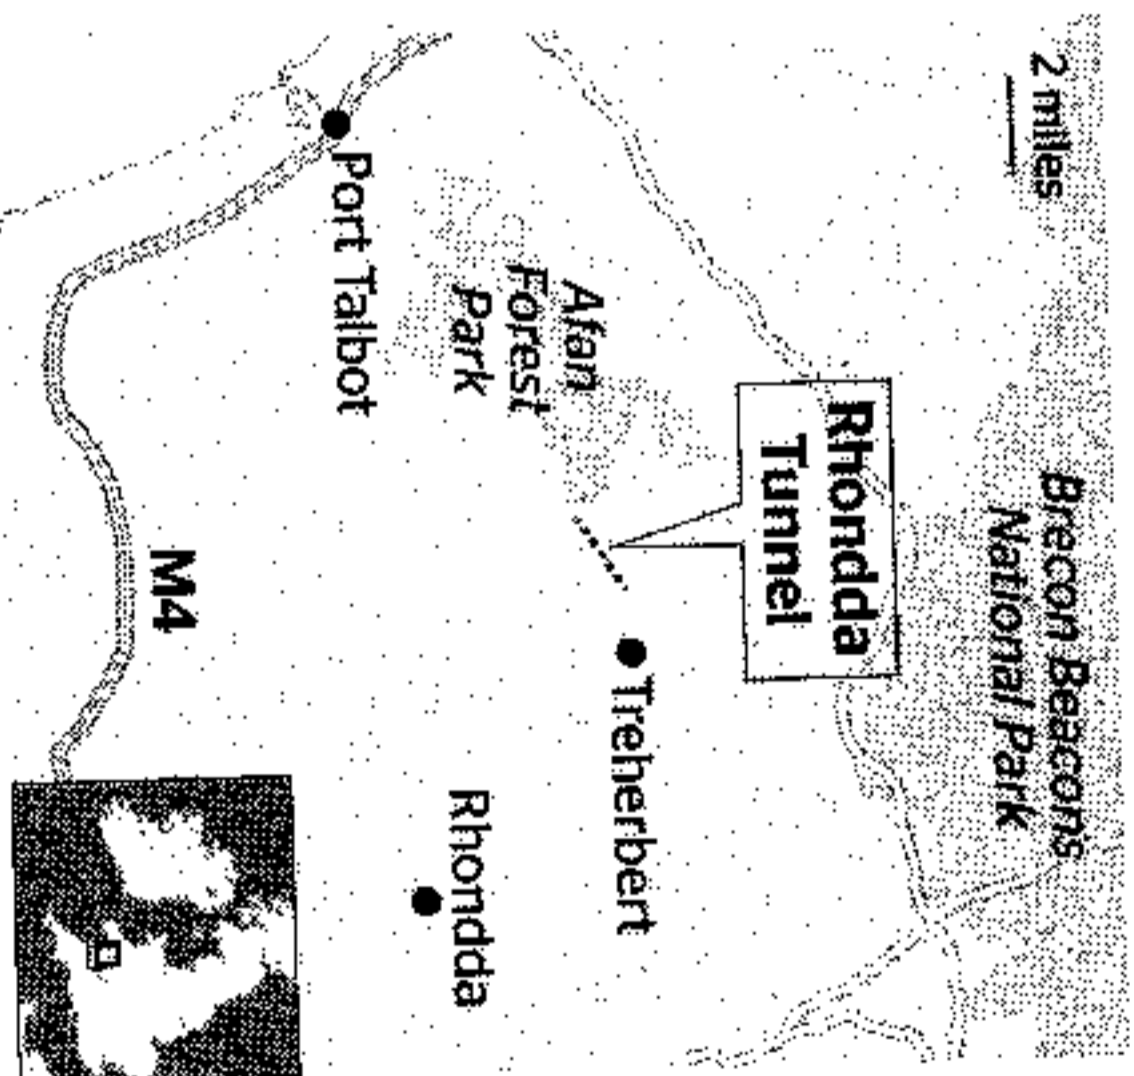 2 miles
Brecon Beacons
National Park
Rhondda
Tunnel
Afan
Forest
Park
Treherbert
Port Talbot
Rhondda
M4